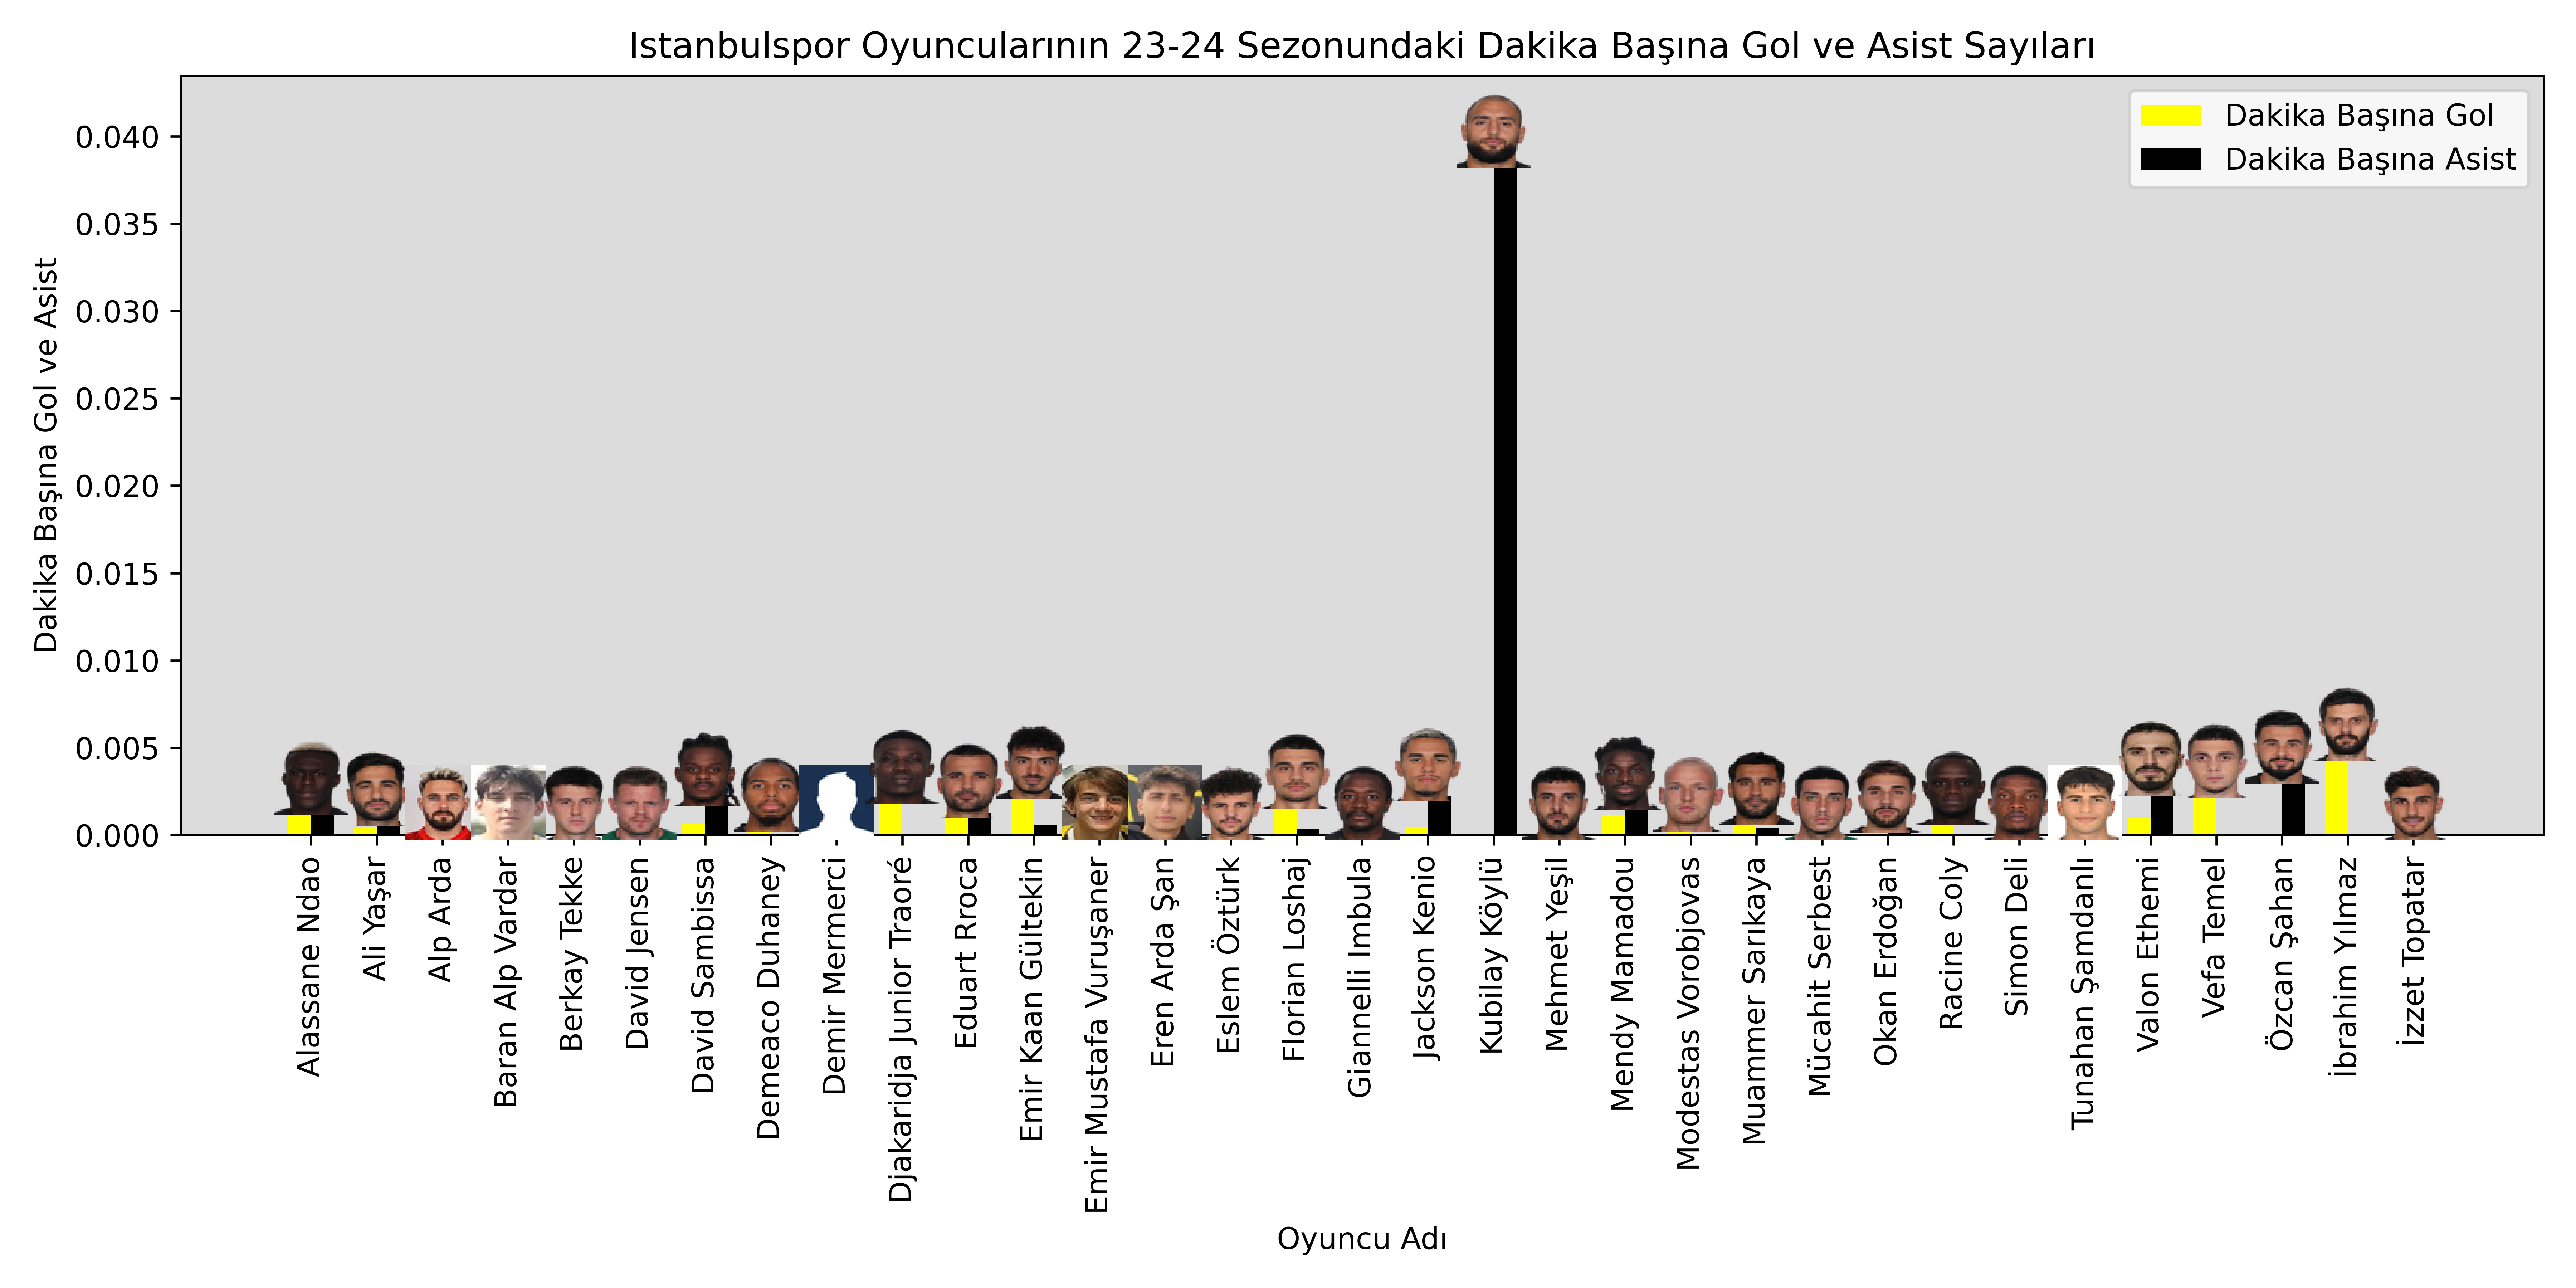 Istanbulspor Oyuncularının 23-24 Sezonundaki Dakika Başına Gol ve Asist Sayıları
Dakika Başına Gol
Dakika Başına Asist
Dakika Başına Gol ve Asist
0.040
0.035
0.030
0.025
0.020
0.015
0.010
0.005
0.000
Alassane Ndao
Ali Yaşar
Alp Arda
Baran Alp Vardar
Berkay Tekke
David Jensen
David Sambissa
Demeaco Duhaney
Demir Mermerci
Djakaridja Junior Traoré
Eduart Rroca
Emir Kaan Gültekin
Emir Mustafa Vuruşaner
Eren Arda Şan
Eslem Öztürk
Florian Loshaj
Giannelli Imbula
Jackson Kenio
Kubilay Köylü
Mehmet Yeşil
Mendy Mamadou
Modestas Vorobjovas
Muammer Sarıkaya
Mücahit Serbest
Okan Erdoğan
Racine Coly
Simon Deli
Tunahan Şamdanlı
Valon Ethemi
Vefa Temel
Özcan Şahan
İbrahim Yılmaz
İzzet Topatar
Oyuncu Adı